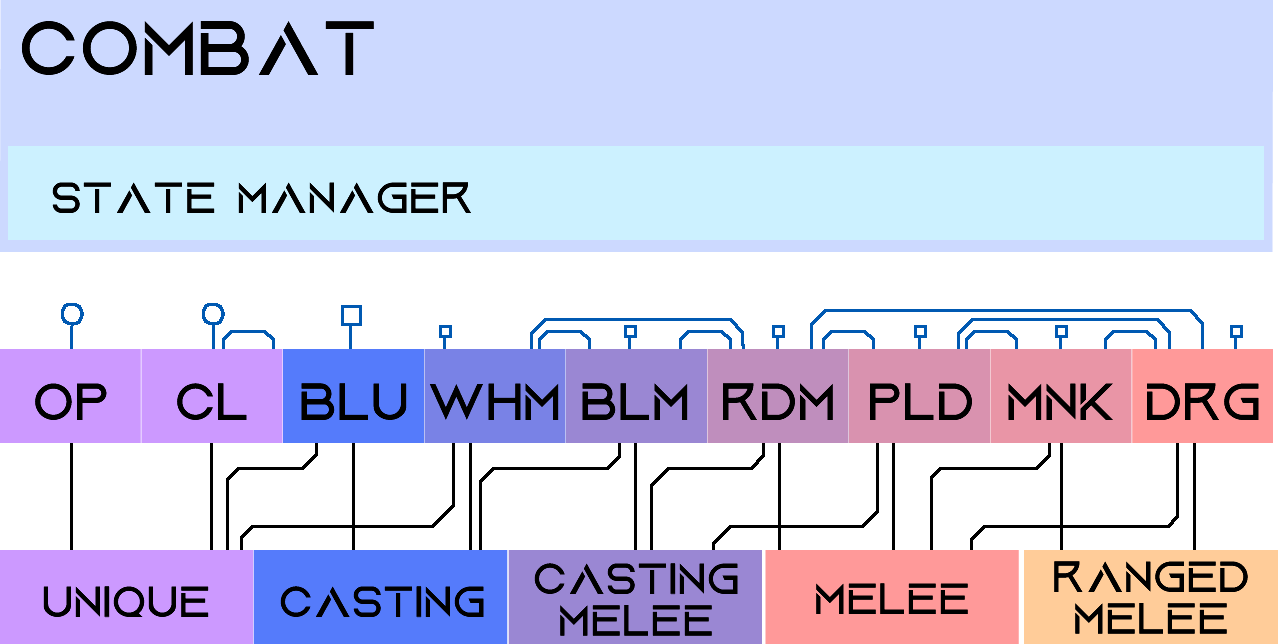 COMBAT
STATE MANAGER
OP CL BLU WHM BLM RDM PLD MNK DRG
UNIQUE CASTING CASTING MELEE MELEE RANGED MELEE